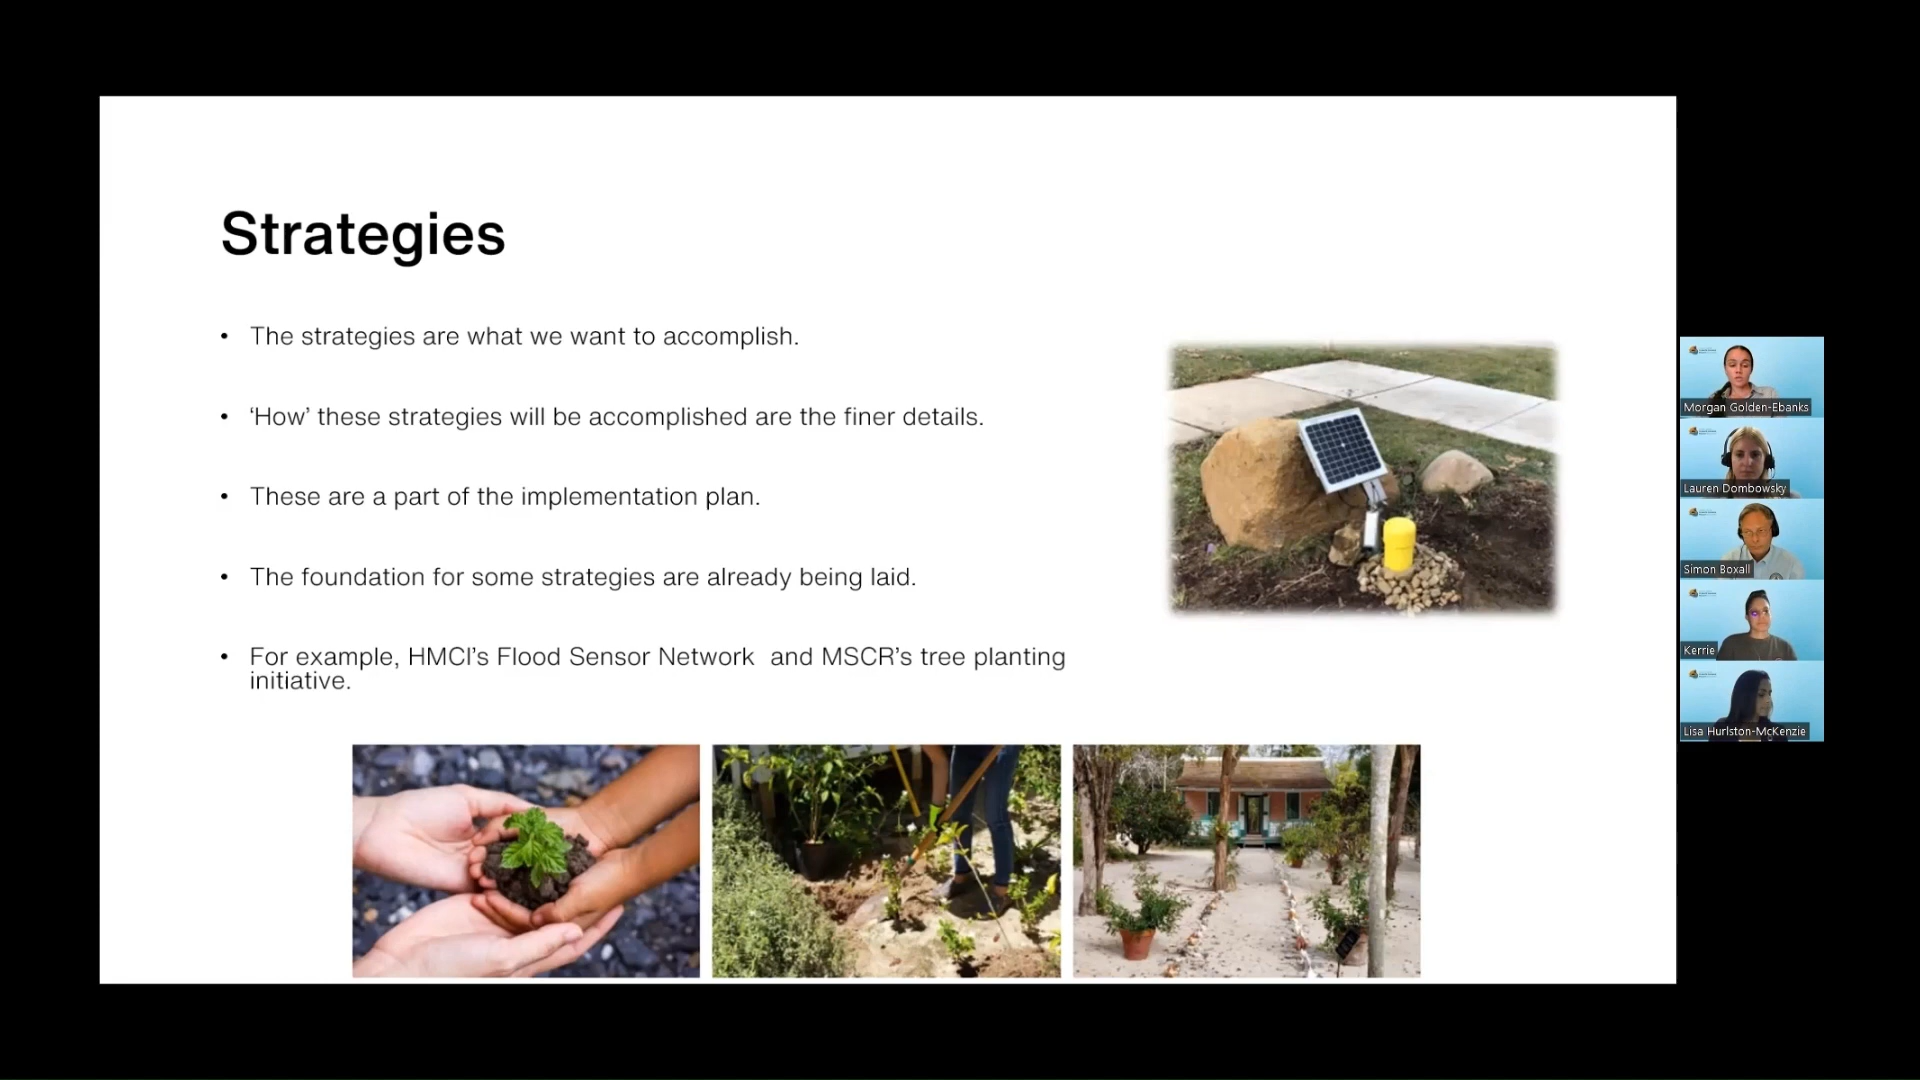 Strategies
• The strategies are what we want to accomplish.
• ‘How’ these strategies will be accomplished are the finer details.
• These are a part of the implementation plan.
• The foundation for some strategies are already being laid.
• For example, HMCI’s Flood Sensor Network  and MSCR’s tree planting
initiative.
Morgan Golden-Ebanks
Lauren Dombowsky
Simon Boxall
Kerrie
Lisa Hurlston-McKenzie